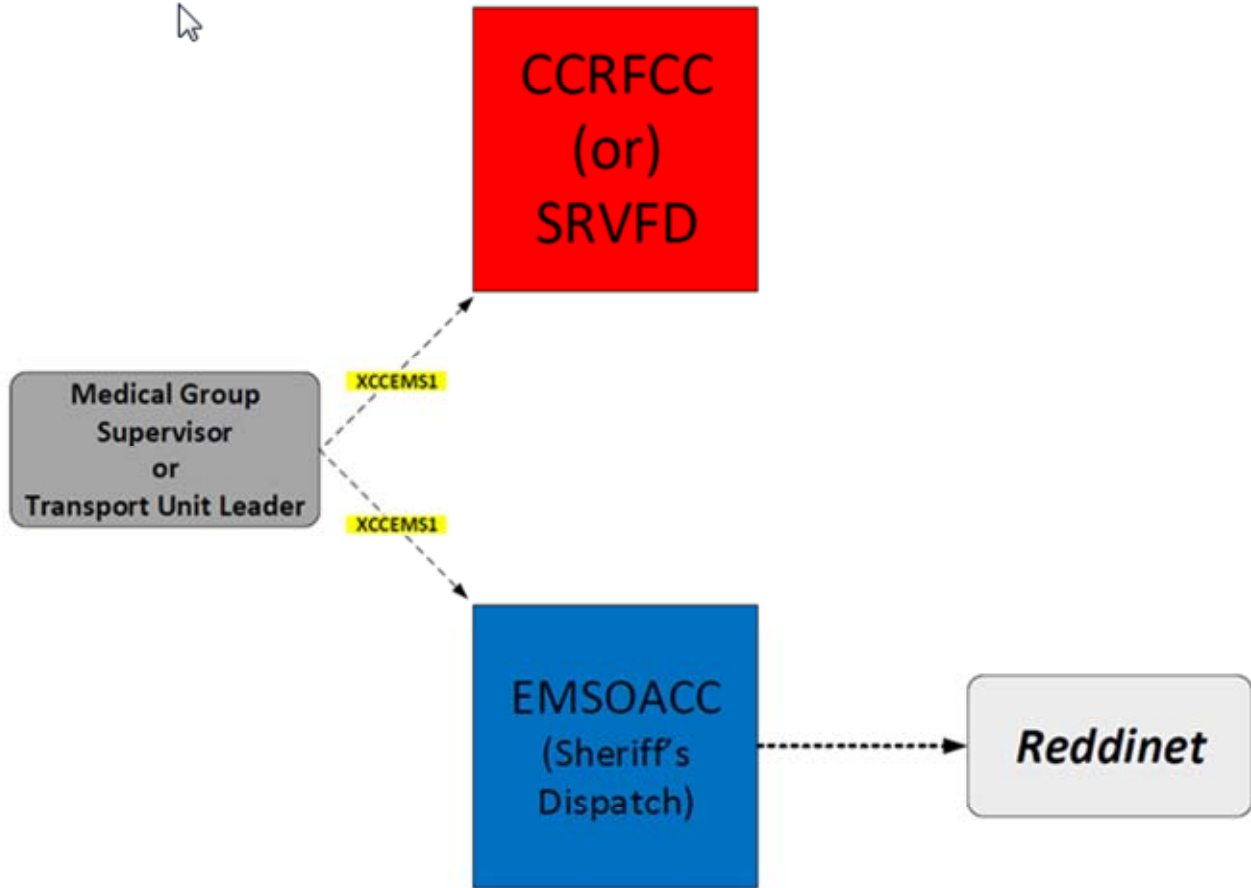 CCRFCC
(or)
SRVFD
XCCEMS1
Medical Group
Supervisor
or
Transport Unit Leader
XCCEMS1
EMSOACC
(Sheriff's
Dispatch)
Reddinet